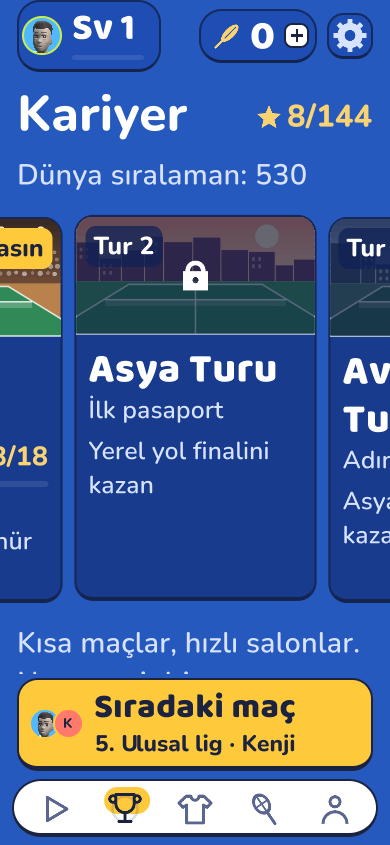 Sv 1
0
Kariyer
8/144
Dünya sıralaman: 530
Tur 2
Tur
Asya Turu
İlk pasaport
Yerel yol finalini
kazan
Kısa maçlar, hızlı salonlar.
Sıradaki maç
K
5. Ulusal lig · Kenji